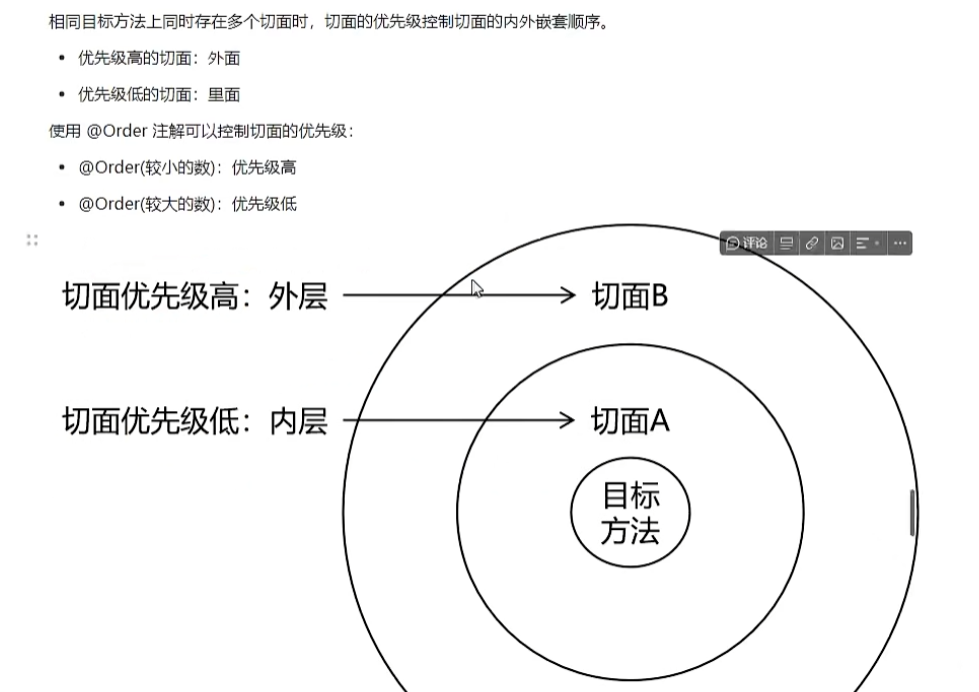 相同目标方法上同时存在多个切面时，切面的优先级控制切面的内外嵌套顺序。
• 优先级高的切面：外面
• 优先级低的切面：里面
使用 @Order 注解可以控制切面的优先级：
• @Order(较小的数)：优先级高
• @Order(较大的数)：优先级低
评论
切面优先级高：外层
切面B
切面优先级低：内层
切面A
目标
方法